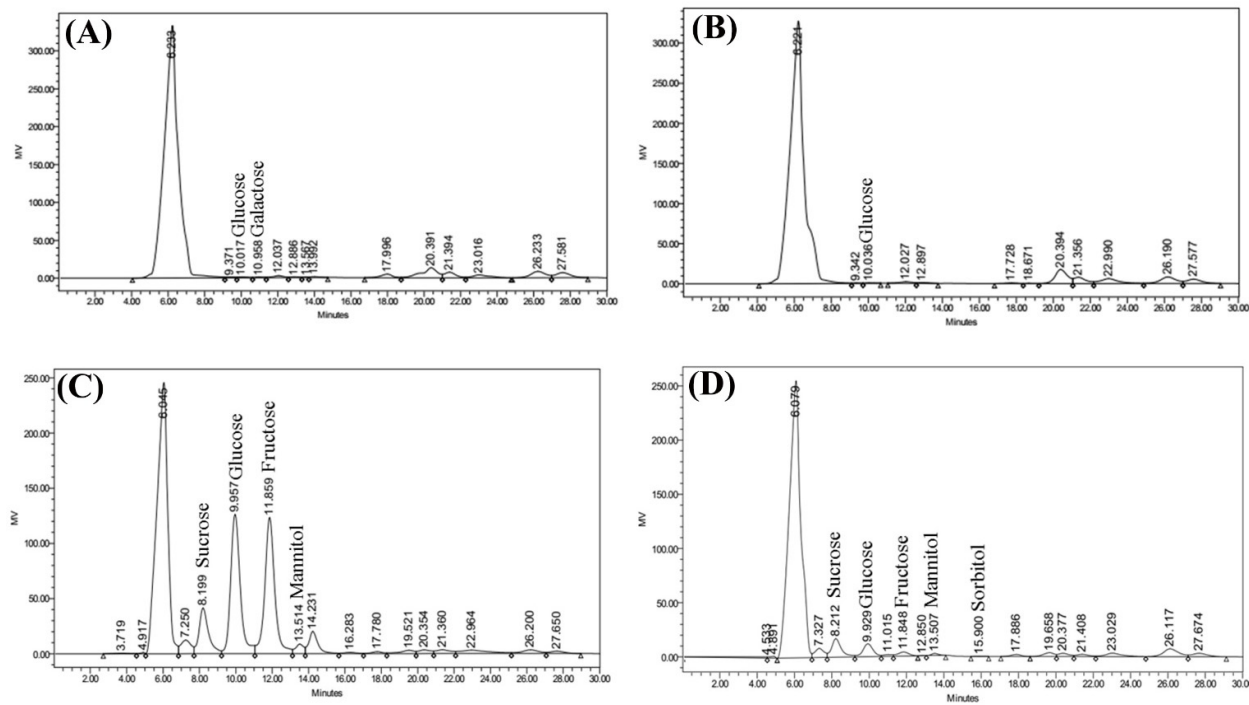 (A)
300.00
250.00
200.00
150.00
100.00
50.00
0.00
MV
6.233
9.371
10.017 Glucose
10.958 Galactose
12.037
12.886
13.567
13.992
17.996
20.391
21.394
23.016
26.233
27.581
2.00 4.00 6.00 8.00 10.00 12.00 14.00 16.00 18.00 20.00 22.00 24.00 26.00 28.00 30.00
Minutes
(B)
300.00
250.00
200.00
150.00
100.00
50.00
0.00
MV
6.221
9.342
10.036 Glucose
12.027
12.897
17.728
18.671
20.394
21.356
22.990
26.190
27.577
2.00 4.00 6.00 8.00 10.00 12.00 14.00 16.00 18.00 20.00 22.00 24.00 26.00 28.00 30.00
Minutes
(C)
250.00
200.00
150.00
100.00
50.00
0.00
MV
3.719
4.917
6.045
7.250
8.199 Sucrose
9.957 Glucose
11.859 Fructose
13.514 Mannitol
14.231
16.283
17.780
19.521
20.354
21.360
22.964
26.200
27.650
2.00 4.00 6.00 8.00 10.00 12.00 14.00 16.00 18.00 20.00 22.00 24.00 26.00 28.00 30.00
Minutes
(D)
250.00
200.00
150.00
100.00
50.00
0.00
MV
4.533
4.891
6.079
7.327
8.212 Sucrose
9.929 Glucose
11.015
11.848 Fructose
12.850
13.507 Mannitol
15.900 Sorbitol
17.886
19.658
20.377
21.408
23.029
26.117
27.674
2.00 4.00 6.00 8.00 10.00 12.00 14.00 16.00 18.00 20.00 22.00 24.00 26.00 28.00 30.00
Minutes